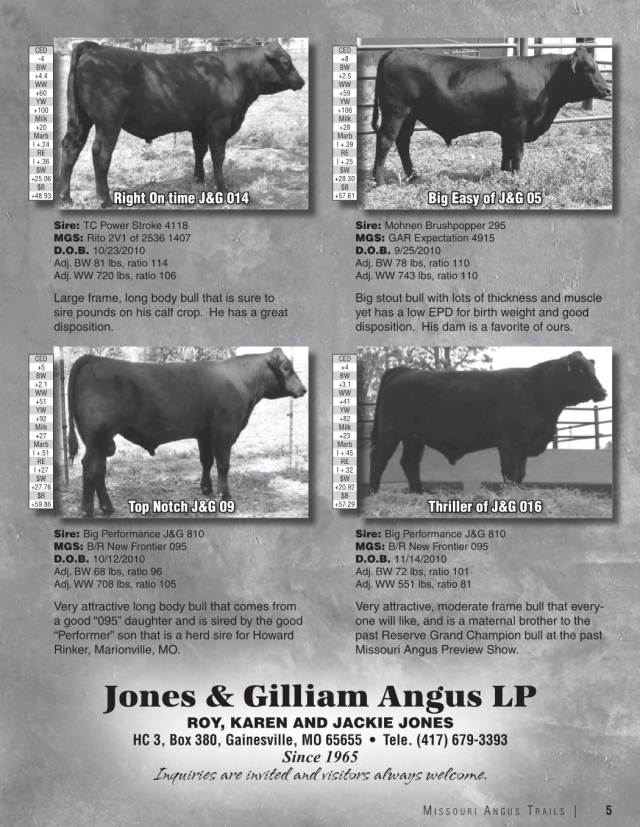 CED
-4
BW
+4.4
WW
+60
YW
+100
Milk
+20
Marb
I +.24
RE
I +.36
$W
+25.06
$B
+48.93
Right On time J&G 014
Sire: TC Power Stroke 4118
MGS: Rito 2V1 of 2536 1407
D.O.B. 10/23/2010
Adj. BW 81 lbs, ratio 114
Adj. WW 720 lbs, ratio 106
Large frame, long body bull that is sure to
sire pounds on his calf crop. He has a great
disposition.
CED
+8
BW
+2.5
WW
+59
YW
+106
Milk
+28
Marb
I +.39
RE
I +.25
$W
+28.30
$B
+57.61
Big Easy of J&G 05
Sire: Mohnen Brushpopper 295
MGS: GAR Expectation 4915
D.O.B. 9/25/2010
Adj. BW 78 lbs, ratio 110
Adj. WW 743 lbs, ratio 110
Big stout bull with lots of thickness and muscle
yet has a low EPD for birth weight and good
disposition. His dam is a favorite of ours.
CED
+5
BW
+2.1
WW
+51
YW
+92
Milk
+27
Marb
I +.51
RE
I +27
$W
+27.76
$B
+59.86
Top Notch J&G 09
Sire: Big Performance J&G 810
MGS: B/R New Frontier 095
D.O.B. 10/12/2010
Adj. BW 68 lbs, ratio 96
Adj. WW 708 lbs, ratio 105
Very attractive long body bull that comes from
a good “095” daughter and is sired by the good
“Performer” son that is a herd sire for Howard
Rinker, Marionville, MO.
CED
+4
BW
+3.1
WW
+41
YW
+82
Milk
+23
Marb
I +.45
RE
I +.32
$W
+20.92
$B
+57.29
Thriller of J&G 016
Sire: Big Performance J&G 810
MGS: B/R New Frontier 095
D.O.B. 11/14/2010
Adj. BW 72 lbs, ratio 101
Adj. WW 551 lbs, ratio 81
Very attractive, moderate frame bull that every-
one will like, and is a maternal brother to the
past Reserve Grand Champion bull at the past
Missouri Angus Preview Show.
Jones & Gilliam Angus LP
ROY, KAREN AND JACKIE JONES
HC 3, Box 380, Gainesville, MO 65655 • Tele. (417) 679-3393
Since 1965
Inquiries are invited and visitors always welcome.
MISSOURI ANGUS TRAILS | 5